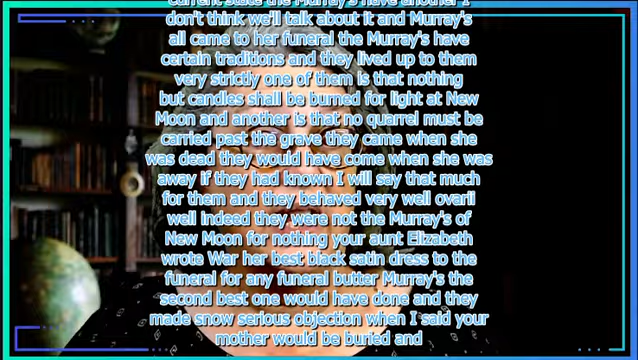 current state the Murray's have another I
don't think we'll talk about it and Murray's
all came to her funeral the Murray's have
certain traditions and they lived up to them
very strictly one of them is that nothing
but candles shall be burned for light at New
Moon and another is that no quarrel must be
carried past the grave they came when she
was dead they would have come when she was
away if they had known I will say that much
for them and they behaved very well ovaril
well indeed they were not the Murray's of
New Moon for nothing your aunt Elizabeth
wrote War her best black satin dress to the
funeral for any funeral butter Murray's the
second best one would have done and they
made snow serious objection when I said your
mother would be buried and